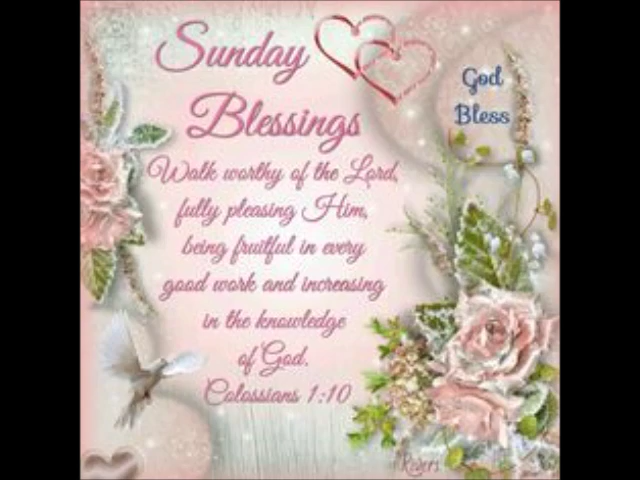 Sunday
Blessings
God
Bless
Walk worthy of the Lord,
fully pleasing Him,
being fruitful in every
good work and increasing
in the knowledge
of God.
Colossians 1:10
Rivers